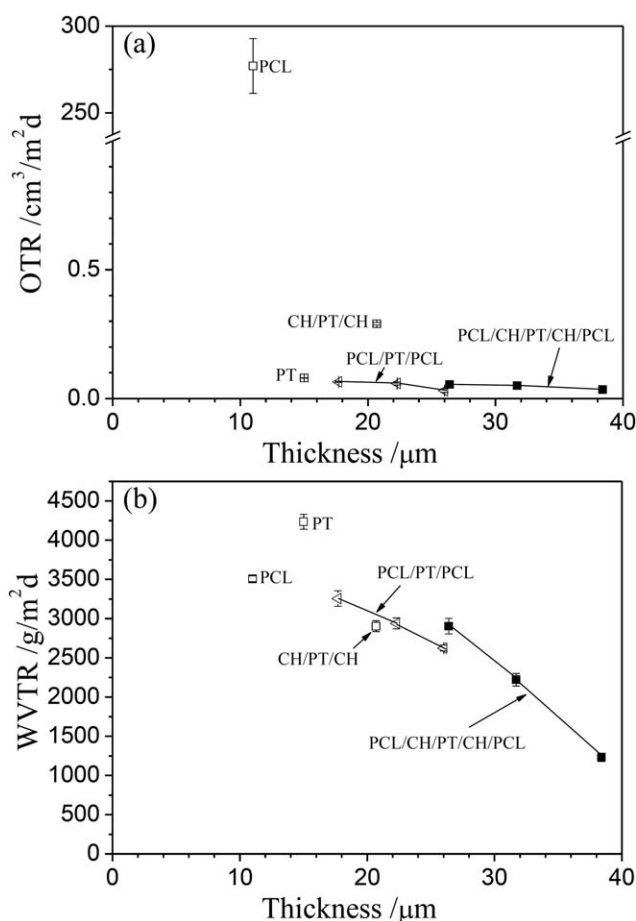 (a)
300
250
0.5
0.0
OTR /cm³/m²d
PCL
CH/PT/CH
PCL/PT/PCL
PT
PCL/CH/PT/CH/PCL
0 10 20 30 40
Thickness /μm
(b)
4500
4000
3500
3000
2500
2000
1500
1000
500
0
WVTR /g/m²d
PT
PCL
PCL/PT/PCL
CH/PT/CH
PCL/CH/PT/CH/PCL
0 10 20 30 40
Thickness /μm